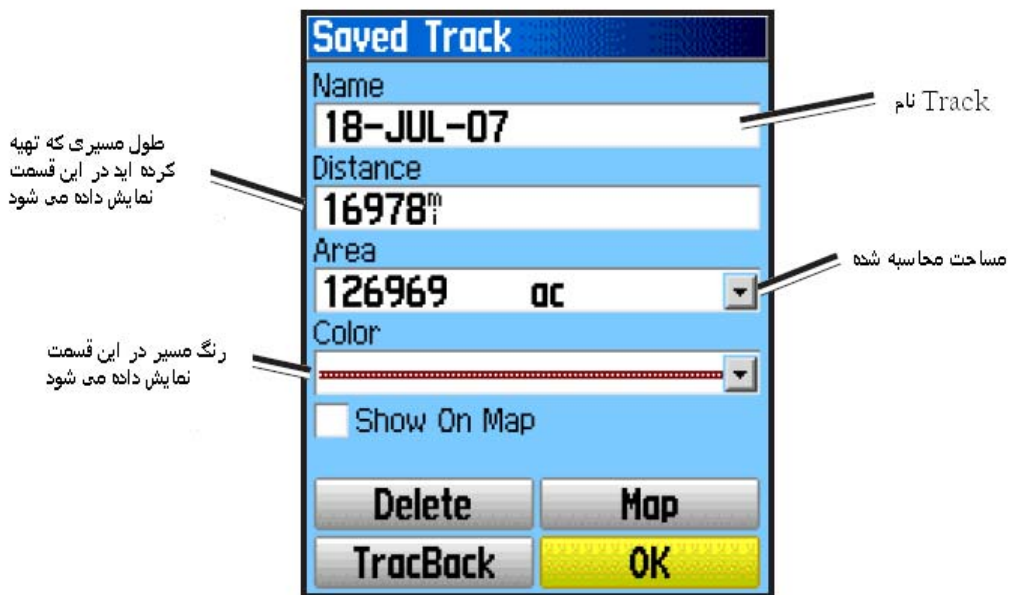 Saved Track
Name
18-JUL-07
نام Track
طول مسیری که تهیه
کرده اید در این قسمت
نمایش داده می شود
Distance
16978mi
Area
126969 ac
مساحت محاسبه شده
Color
رنگ مسیر در این قسمت
نمایش داده می شود
Show On Map
Delete
Map
TracBack
OK